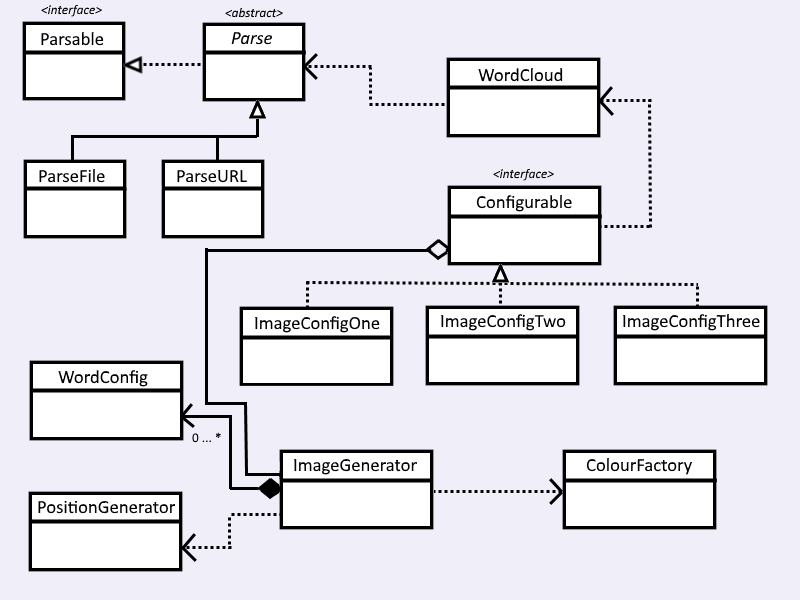 <interface>
<abstract>
Parsable
Parse
WordCloud
ParseFile
ParseURL
<interface>
Configurable
ImageConfigOne
ImageConfigTwo
ImageConfigThree
WordConfig
0 ... *
ImageGenerator
ColourFactory
PositionGenerator